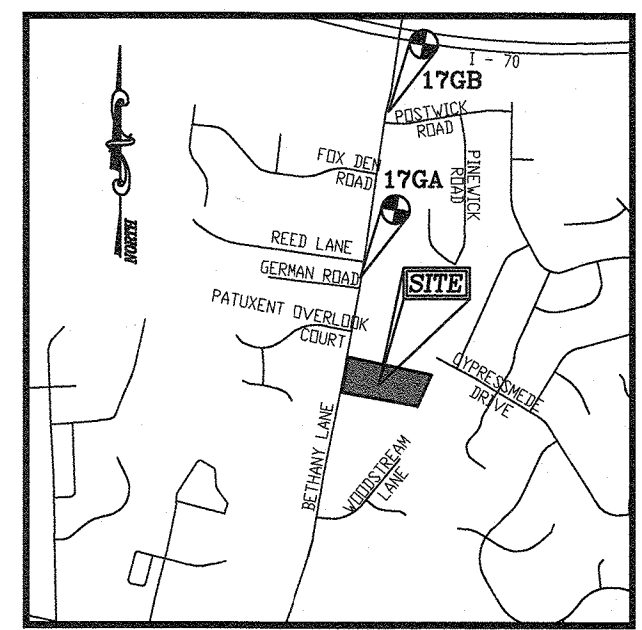 I - 70
17GB
POSTWICK
ROAD
FOX DEN
ROAD
PINEWICK
ROAD
17GA
REED LANE
GERMAN ROAD
SITE
PATUXENT OVERLOOK
COURT
CYPRESSMEDE
DRIVE
BETHANY LANE
WOODSTREAM
LANE
NORTH